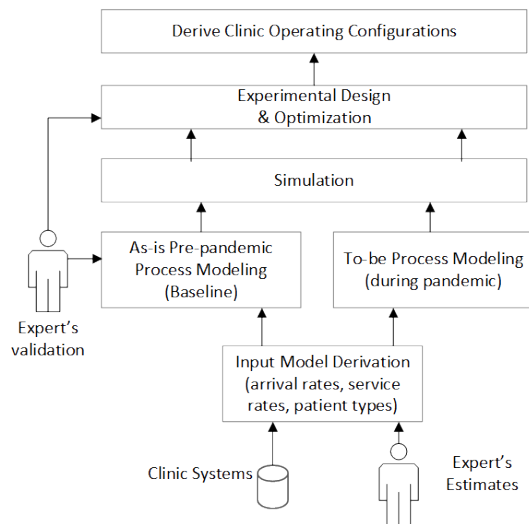 Derive Clinic Operating Configurations
Experimental Design
& Optimization
Simulation
As-is Pre-pandemic
Process Modeling
(Baseline)
To-be Process Modeling
(during pandemic)
Expert's
validation
Input Model Derivation
(arrival rates, service
rates, patient types)
Clinic Systems
Expert's
Estimates